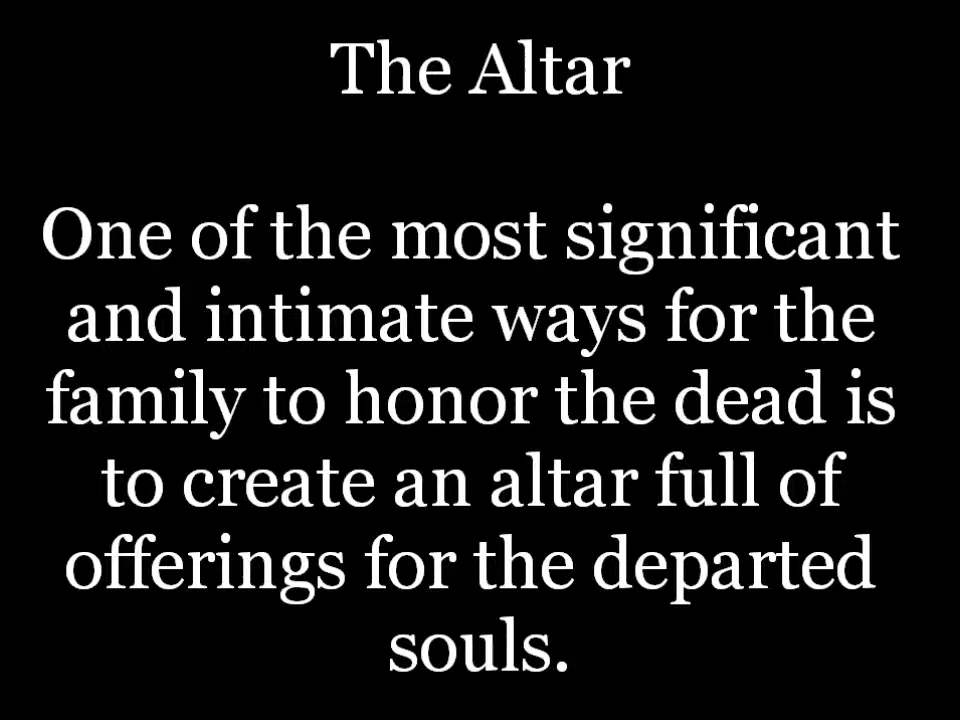 The Altar
One of the most significant
and intimate ways for the
family to honor the dead is
to create an altar full of
offerings for the departed
souls.